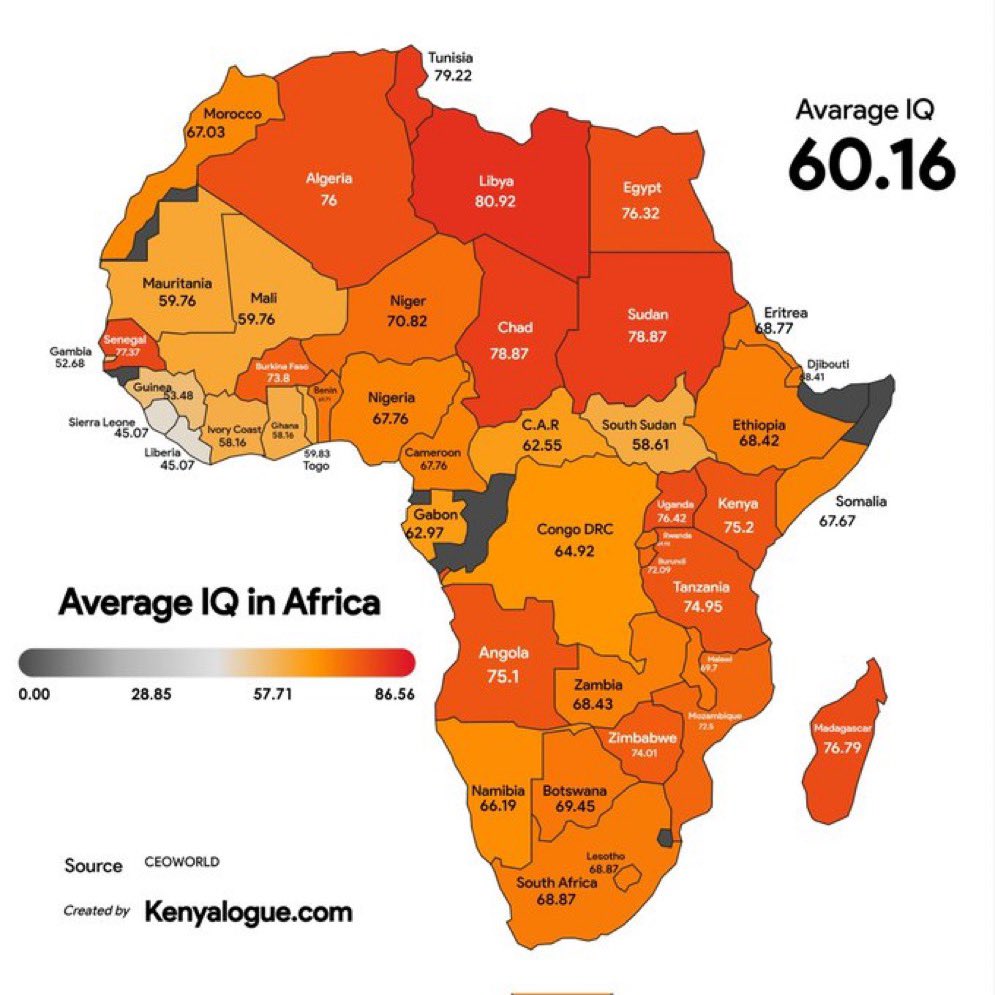 Tunisia
79.22
Avarage IQ
60.16
Morocco
67.03
Algeria
76
Libya
80.92
Egypt
76.32
Mauritania
59.76
Mali
59.76
Niger
70.82
Chad
78.87
Sudan
78.87
Eritrea
68.77
Senegal
77.37
Gambia
52.68
Burkina Faso
73.8
Djibouti
68.41
Guinea
53.48
Benin
Nigeria
67.76
Sierra Leone
45.07
Ivory Coast
58.16
Ghana
58.16
C.A.R
62.55
South Sudan
58.61
Ethiopia
68.42
Liberia
45.07
59.83
Togo
Cameroon
67.76
Gabon
62.97
Congo DRC
64.92
Uganda
76.42
Kenya
75.2
Somalia
67.67
Rwanda
Burundi
72.09
Tanzania
74.95
Average IQ in Africa
0.00 28.85 57.71 86.56
Angola
75.1
Zambia
68.43
Malawi
69.7
Mozambique
72.5
Zimbabwe
74.01
Madagascar
76.79
Namibia
66.19
Botswana
69.45
Lesotho
68.87
South Africa
68.87
Source CEOWORLD
Created by Kenyalogue.com